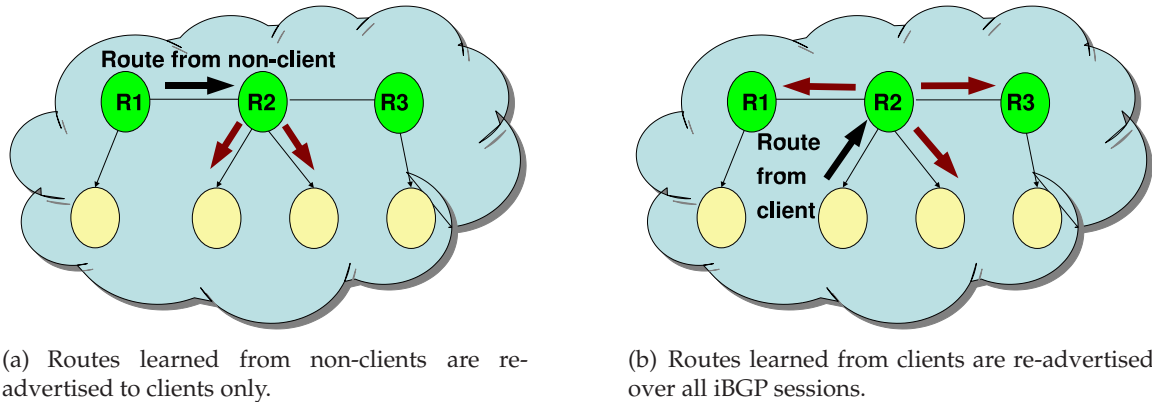 Route from non-client
R1
R2
R3
(a) Routes learned from non-clients are re-
advertised to clients only.
R1
R2
R3
Route
from
client
(b) Routes learned from clients are re-advertised
over all iBGP sessions.